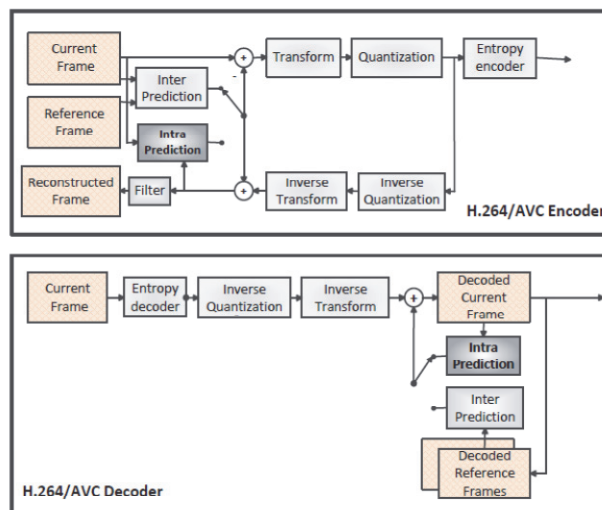 Current
Frame
Inter
Prediction
Reference
Frame
Intra
Prediction
Reconstructed
Frame
Filter
+
-
Transform
Quantization
Entropy
encoder
+
Inverse
Transform
Inverse
Quantization
H.264/AVC Encoder
Current
Frame
Entropy
decoder
Inverse
Quantization
Inverse
Transform
+
Decoded
Current
Frame
Intra
Prediction
Inter
Prediction
Decoded
Reference
Frames
H.264/AVC Decoder